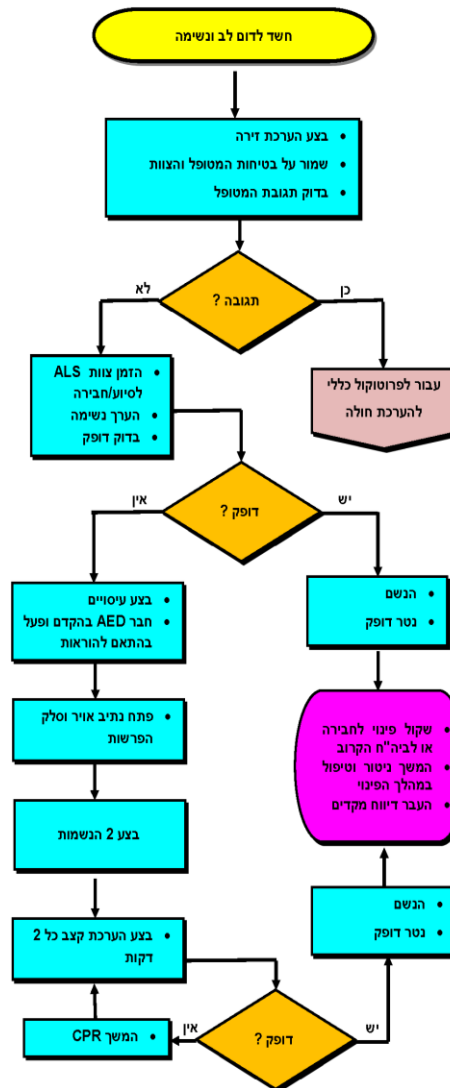 חשד לדום לב ונשימה
• בצע הערכת זירה
• שמור על בטיחות המטופל והצוות
• בדוק תגובת המטופל
תגובה ?
לא
כן
• הזמן צוות ALS
לסיוע/חבירה
• הערך נשימה
• בדוק דופק
עבור לפרוטוקול כללי
להערכת חולה
דופק ?
אין
יש
• בצע עיסויים
• חבר AED בהקדם ופעל
בהתאם להוראות
• הנשם
• נטר דופק
• פתח נתיב אויר וסלק
הפרשות
• שקול פינוי לחבירה
או לביה"ח הקרוב
• המשך ניטור וטיפול
במהלך הפינוי
• העבר דיווח מקדים
בצע 2 הנשמות
• הנשם
• נטר דופק
• בצע הערכת קצב כל 2
דקות
דופק ?
אין
יש
• המשך CPR